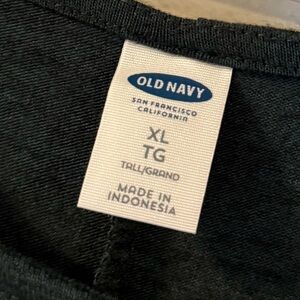 OLD NAVY
SAN FRANCISCO
CALIFORNIA
XL
TG
TALL/GRAND
MADE IN
INDONESIA